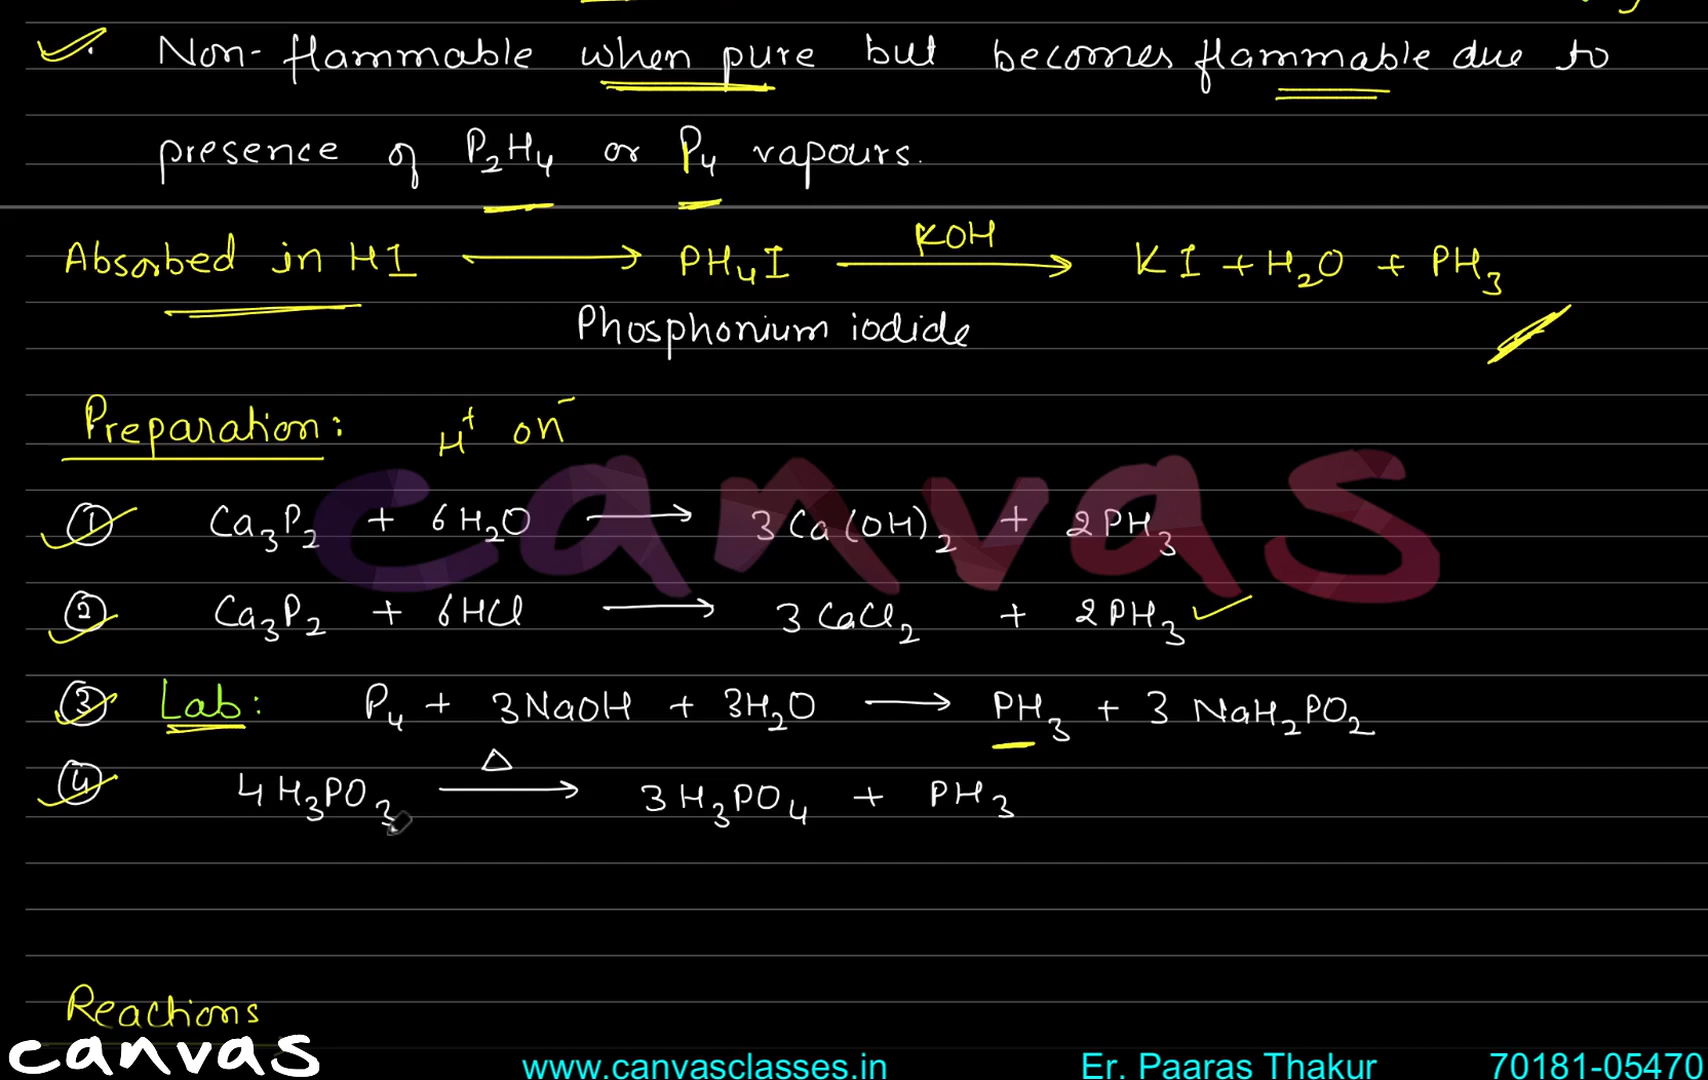 Non-flammable when pure but becomes flammable due to
presence of P₂H₄ or P₄ vapours.
Absorbed in HI ⟶ PH₄I —KOH⟶ KI + H₂O + PH₃
Phosphonium iodide
Preparation: H⁺ OH⁻
① Ca₃P₂ + 6H₂O ⟶ 3Ca(OH)₂ + 2PH₃
② Ca₃P₂ + 6HCl ⟶ 3CaCl₂ + 2PH₃
③ Lab: P₄ + 3NaOH + 3H₂O ⟶ PH₃ + 3NaH₂PO₂
④ 4H₃PO₃ —Δ⟶ 3H₃PO₄ + PH₃
canvas
Reactions
canvas www.canvasclasses.in Er. Paaras Thakur 70181-05470